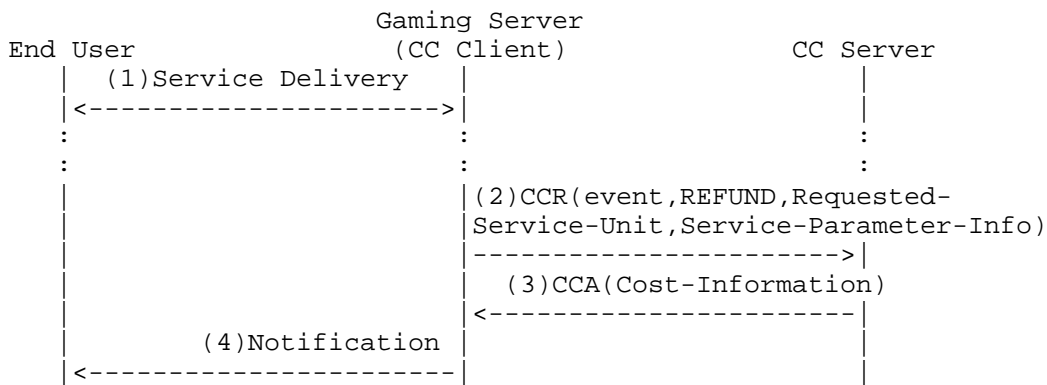 Gaming Server
End User (CC Client) CC Server
(1)Service Delivery
(2)CCR(event,REFUND,Requested-
Service-Unit,Service-Parameter-Info)
(3)CCA(Cost-Information)
(4)Notification